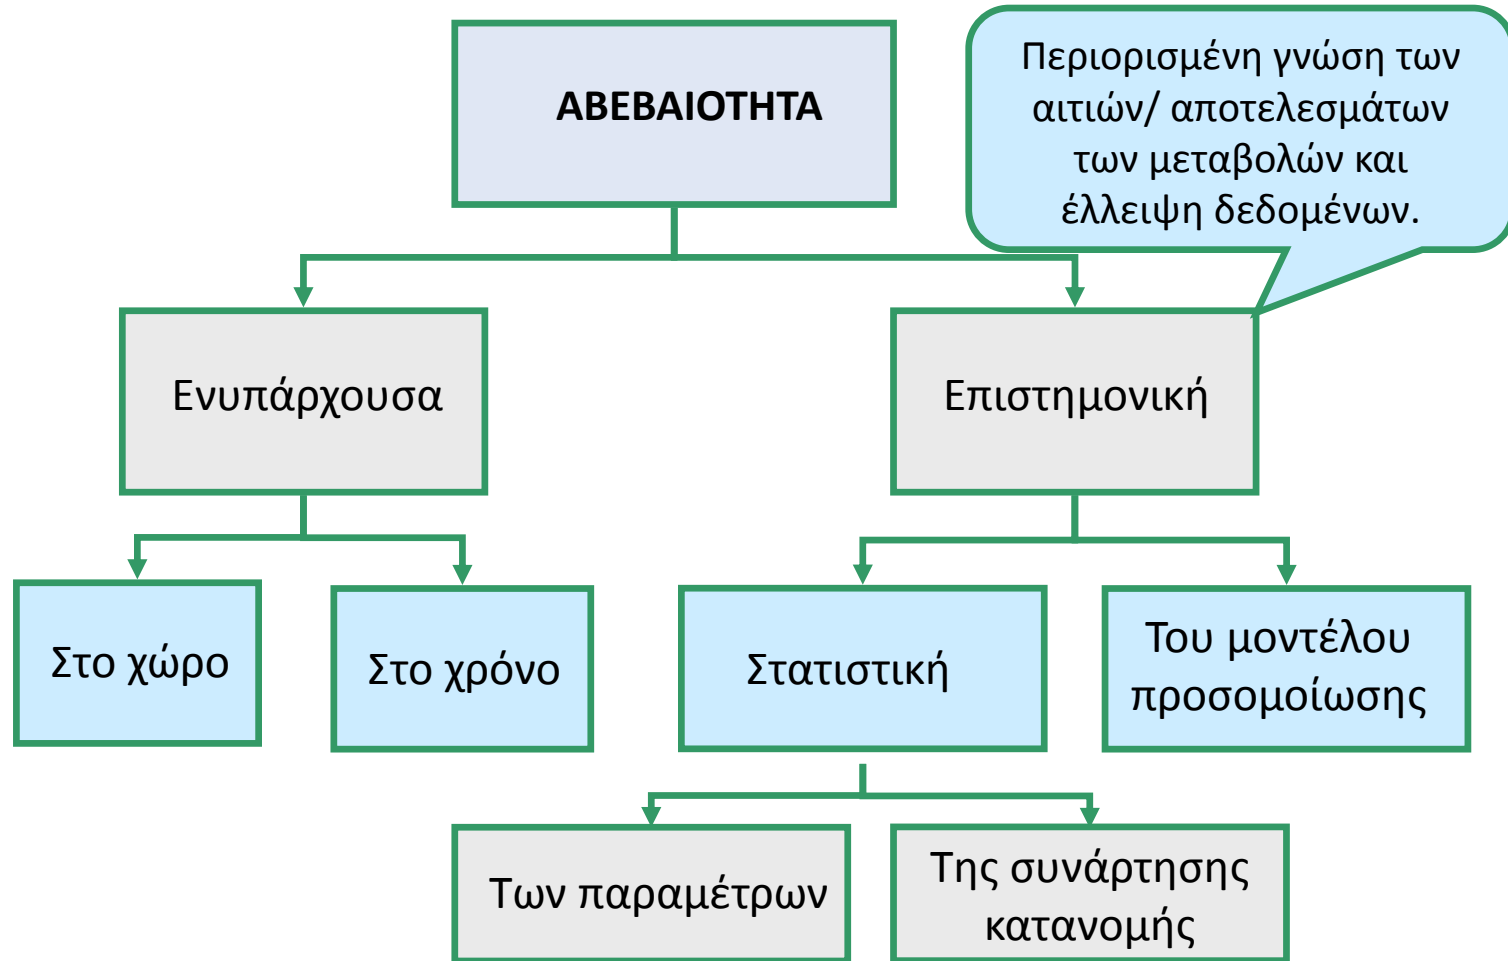 ΑΒΕΒΑΙΟΤΗΤΑ
Περιορισμένη γνώση των
αιτιών/ αποτελεσμάτων
των μεταβολών και
έλλειψη δεδομένων.
Ενυπάρχουσα
Επιστημονική
Στο χώρο
Στο χρόνο
Στατιστική
Του μοντέλου
προσομοίωσης
Των παραμέτρων
Της συνάρτησης
κατανομής